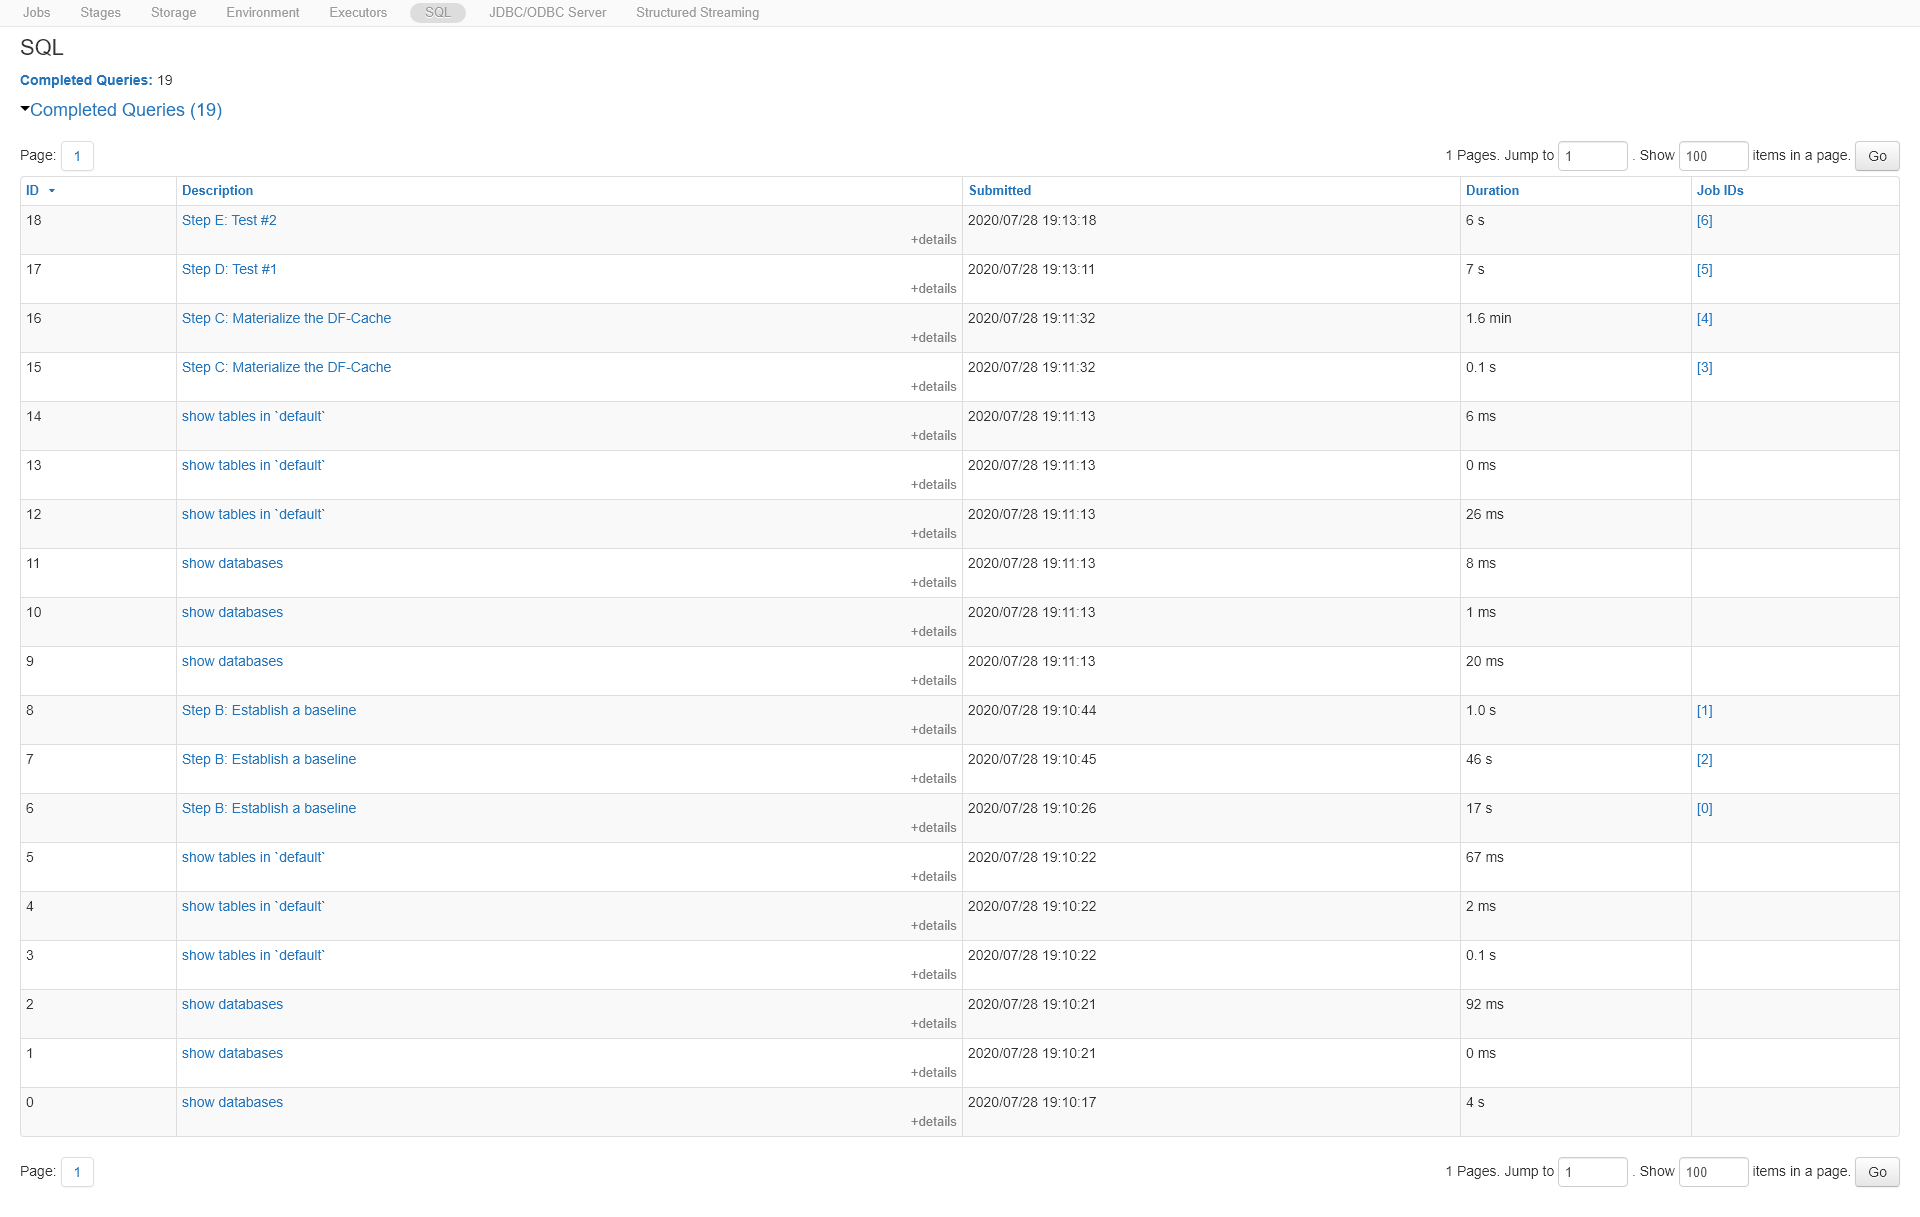 Jobs Stages Storage Environment Executors SQL JDBC/ODBC Server Structured Streaming
SQL
Completed Queries: 19
Completed Queries (19)
Page: 1 1 Pages. Jump to 1 . Show 100 items in a page. Go
ID Description Submitted Duration Job IDs
18 Step E: Test #2 2020/07/28 19:13:18 6 s [6]
+details
17 Step D: Test #1 2020/07/28 19:13:11 7 s [5]
+details
16 Step C: Materialize the DF-Cache 2020/07/28 19:11:32 1.6 min [4]
+details
15 Step C: Materialize the DF-Cache 2020/07/28 19:11:32 0.1 s [3]
+details
14 show tables in `default` 2020/07/28 19:11:13 6 ms
+details
13 show tables in `default` 2020/07/28 19:11:13 0 ms
+details
12 show tables in `default` 2020/07/28 19:11:13 26 ms
+details
11 show databases 2020/07/28 19:11:13 8 ms
+details
10 show databases 2020/07/28 19:11:13 1 ms
+details
9 show databases 2020/07/28 19:11:13 20 ms
+details
8 Step B: Establish a baseline 2020/07/28 19:10:44 1.0 s [1]
+details
7 Step B: Establish a baseline 2020/07/28 19:10:45 46 s [2]
+details
6 Step B: Establish a baseline 2020/07/28 19:10:26 17 s [0]
+details
5 show tables in `default` 2020/07/28 19:10:22 67 ms
+details
4 show tables in `default` 2020/07/28 19:10:22 2 ms
+details
3 show tables in `default` 2020/07/28 19:10:22 0.1 s
+details
2 show databases 2020/07/28 19:10:21 92 ms
+details
1 show databases 2020/07/28 19:10:21 0 ms
+details
0 show databases 2020/07/28 19:10:17 4 s
+details
Page: 1 1 Pages. Jump to 1 . Show 100 items in a page. Go